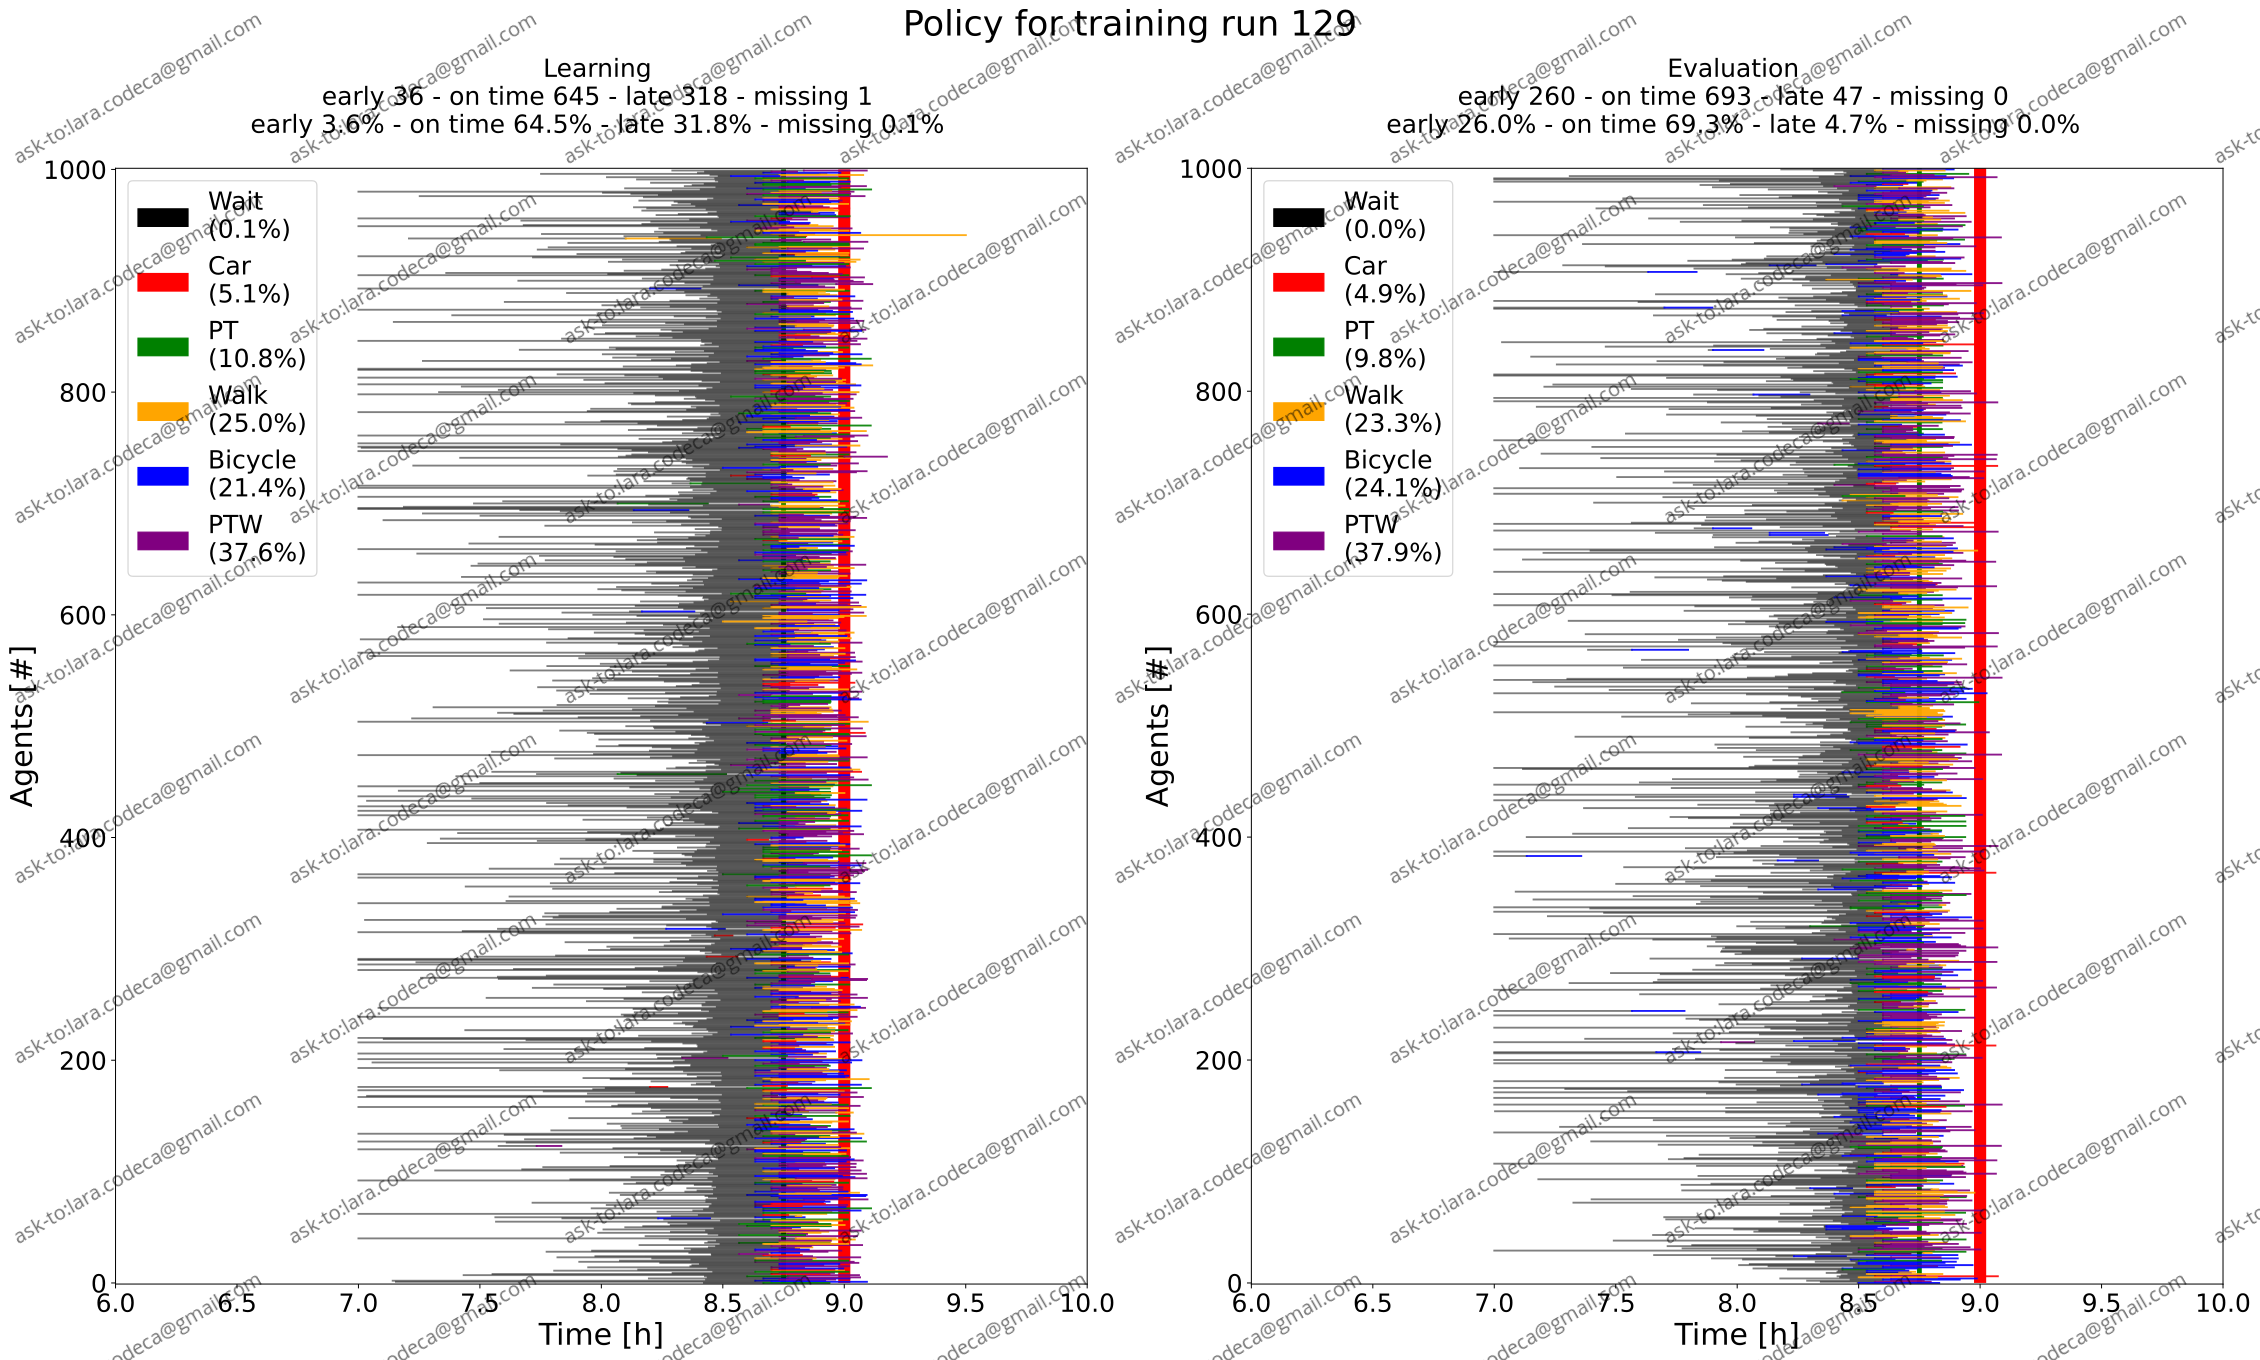 Policy for training run 129
Learning
early 36 - on time 645 - late 318 - missing 1
early 3.6% - on time 64.5% - late 31.8% - missing 0.1%
Wait
(0.1%)
Car
(5.1%)
PT
(10.8%)
Walk
(25.0%)
Bicycle
(21.4%)
PTW
(37.6%)
Agents [#]
1000
800
600
400
200
0
6.0 6.5 7.0 7.5 8.0 8.5 9.0 9.5 10.0
Time [h]
Evaluation
early 260 - on time 693 - late 47 - missing 0
early 26.0% - on time 69.3% - late 4.7% - missing 0.0%
Wait
(0.0%)
Car
(4.9%)
PT
(9.8%)
Walk
(23.3%)
Bicycle
(24.1%)
PTW
(37.9%)
Agents [#]
1000
800
600
400
200
0
6.0 6.5 7.0 7.5 8.0 8.5 9.0 9.5 10.0
Time [h]
ask-to:lara.codeca@gmail.com